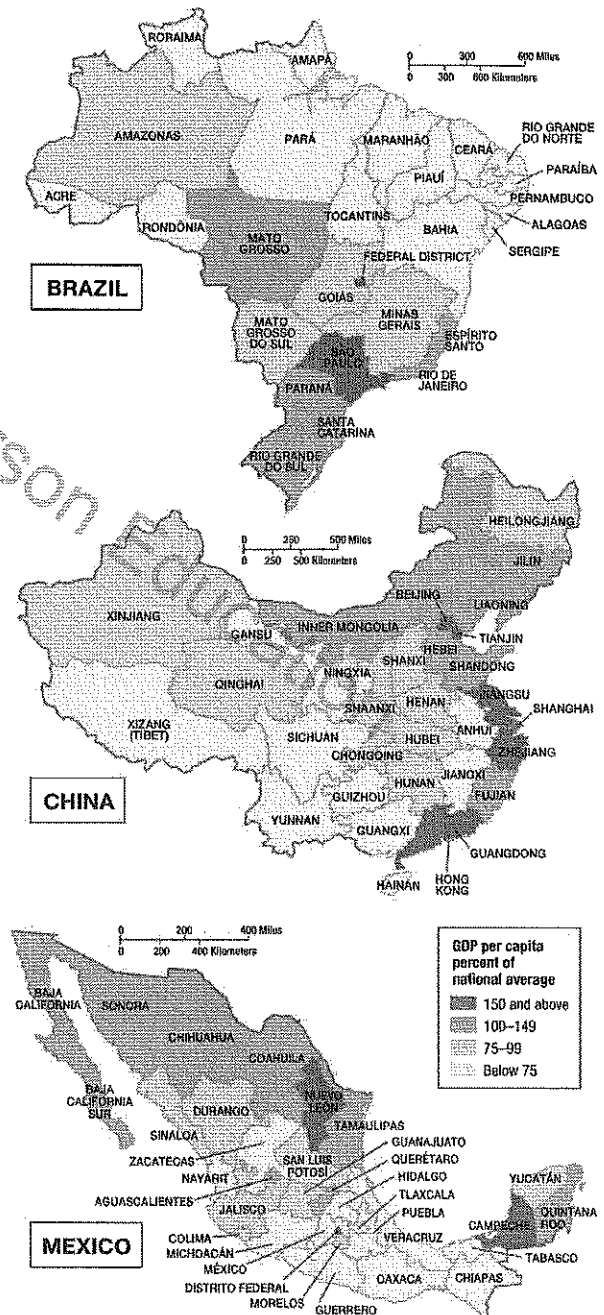 RORAIMA
AMAPÁ
0 300 600 Miles
0 300 600 Kilometers
AMAZONAS
PARÁ
MARANHÃO
CEARÁ
RIO GRANDE
DO NORTE
PARAÍBA
PIAUÍ
PERNAMBUCO
ACRE
TOCANTINS
ALAGOAS
RONDÔNIA
BAHIA
SERGIPE
MATO
GROSSO
FEDERAL DISTRICT
BRAZIL
GOIÁS
MINAS
GERAIS
MATO
GROSSO
DO SUL
ESPÍRITO
SANTO
SÃO
PAULO
RIO DE
JANEIRO
PARANÁ
SANTA
CATARINA
RIO GRANDE
DO SUL
0 250 500 Miles
0 250 500 Kilometers
HEILONGJIANG
JILIN
BEIJING
LIAONING
XINJIANG
GANSU
INNER MONGOLIA
TIANJIN
HEBEI
SHANXI
NINGXIA
SHANDONG
QINGHAI
JIANGSU
SHAANXI
HENAN
SHANGHAI
XIZANG
(TIBET)
SICHUAN
ANHUI
HUBEI
ZHEJIANG
CHONGQING
CHINA
HUNAN
JIANGXI
GUIZHOU
FUJIAN
YUNNAN
GUANGXI
GUANGDONG
HAINAN
HONG
KONG
0 200 400 Miles
0 200 400 Kilometers
GDP per capita
percent of
national average
150 and above
100–149
75–99
Below 75
BAJA
CALIFORNIA
SONORA
CHIHUAHUA
COAHUILA
BAJA
CALIFORNIA
SUR
DURANGO
NUEVO
LEÓN
SINALOA
TAMAULIPAS
ZACATECAS
SAN LUIS
POTOSÍ
GUANAJUATO
QUERÉTARO
NAYARIT
HIDALGO
AGUASCALIENTES
TLAXCALA
YUCATÁN
JALISCO
PUEBLA
MEXICO
COLIMA
VERACRUZ
CAMPECHE
QUINTANA
ROO
MICHOACÁN
MÉXICO
TABASCO
DISTRITO FEDERAL
OAXACA
CHIAPAS
MORELOS
GUERRERO